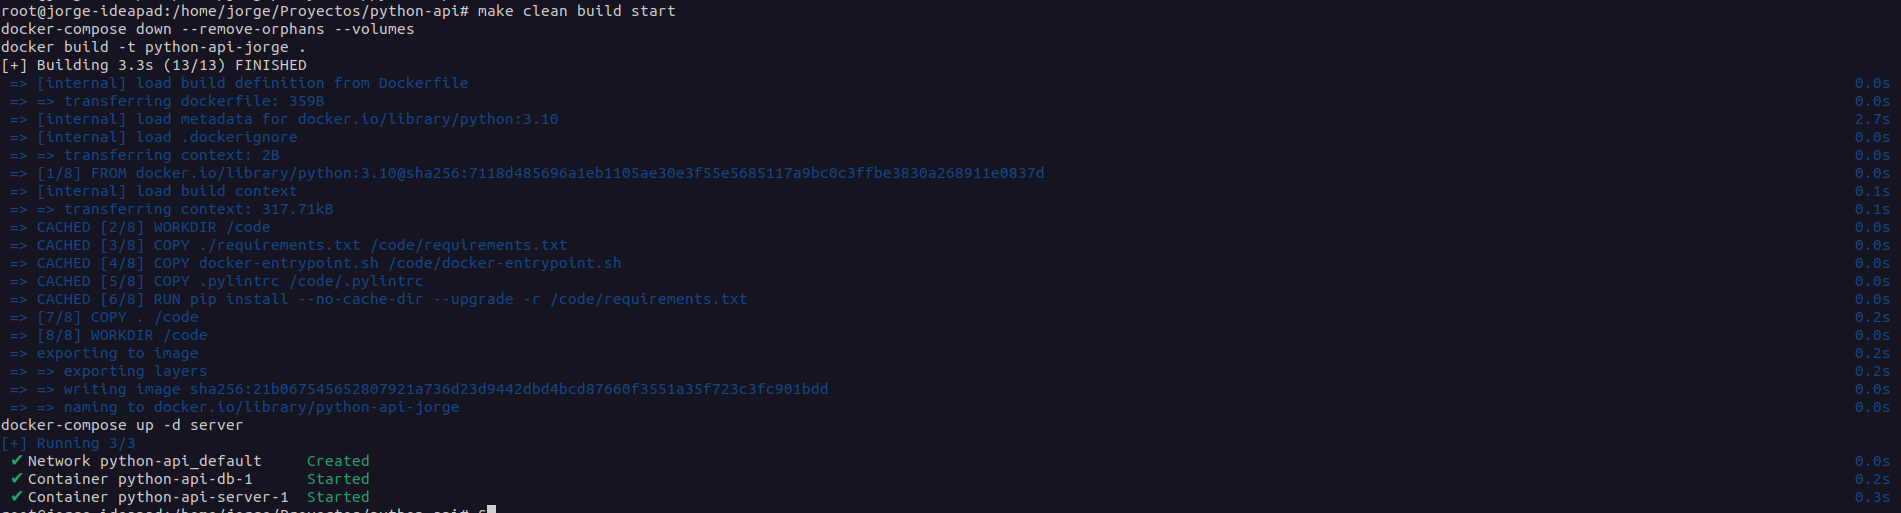 root@jorge-ideapad:/home/jorge/Proyectos/python-api# make clean build start
docker-compose down --remove-orphans --volumes
docker build -t python-api-jorge .
[+] Building 3.3s (13/13) FINISHED
=> [internal] load build definition from Dockerfile 0.0s
=> => transferring dockerfile: 359B 0.0s
=> [internal] load metadata for docker.io/library/python:3.10 2.7s
=> [internal] load .dockerignore 0.0s
=> => transferring context: 2B 0.0s
=> [1/8] FROM docker.io/library/python:3.10@sha256:7118d485696a1eb1105ae30e3f55e5685117a9bc0c3ffbe3830a268911e0837d 0.0s
=> [internal] load build context 0.1s
=> => transferring context: 317.71kB 0.1s
=> CACHED [2/8] WORKDIR /code 0.0s
=> CACHED [3/8] COPY ./requirements.txt /code/requirements.txt 0.0s
=> CACHED [4/8] COPY docker-entrypoint.sh /code/docker-entrypoint.sh 0.0s
=> CACHED [5/8] COPY .pylintrc /code/.pylintrc 0.0s
=> CACHED [6/8] RUN pip install --no-cache-dir --upgrade -r /code/requirements.txt 0.0s
=> [7/8] COPY . /code 0.2s
=> [8/8] WORKDIR /code 0.0s
=> exporting to image 0.2s
=> => exporting layers 0.2s
=> => writing image sha256:21b067545652807921a736d23d9442dbd4bcd87660f3551a35f723c3fc901bdd 0.0s
=> => naming to docker.io/library/python-api-jorge 0.0s
docker-compose up -d server
[+] Running 3/3
✔ Network python-api_default Created 0.0s
✔ Container python-api-db-1 Started 0.2s
✔ Container python-api-server-1 Started 0.3s
root@jorge-ideapad:/home/jorge/Proyectos/python-api#